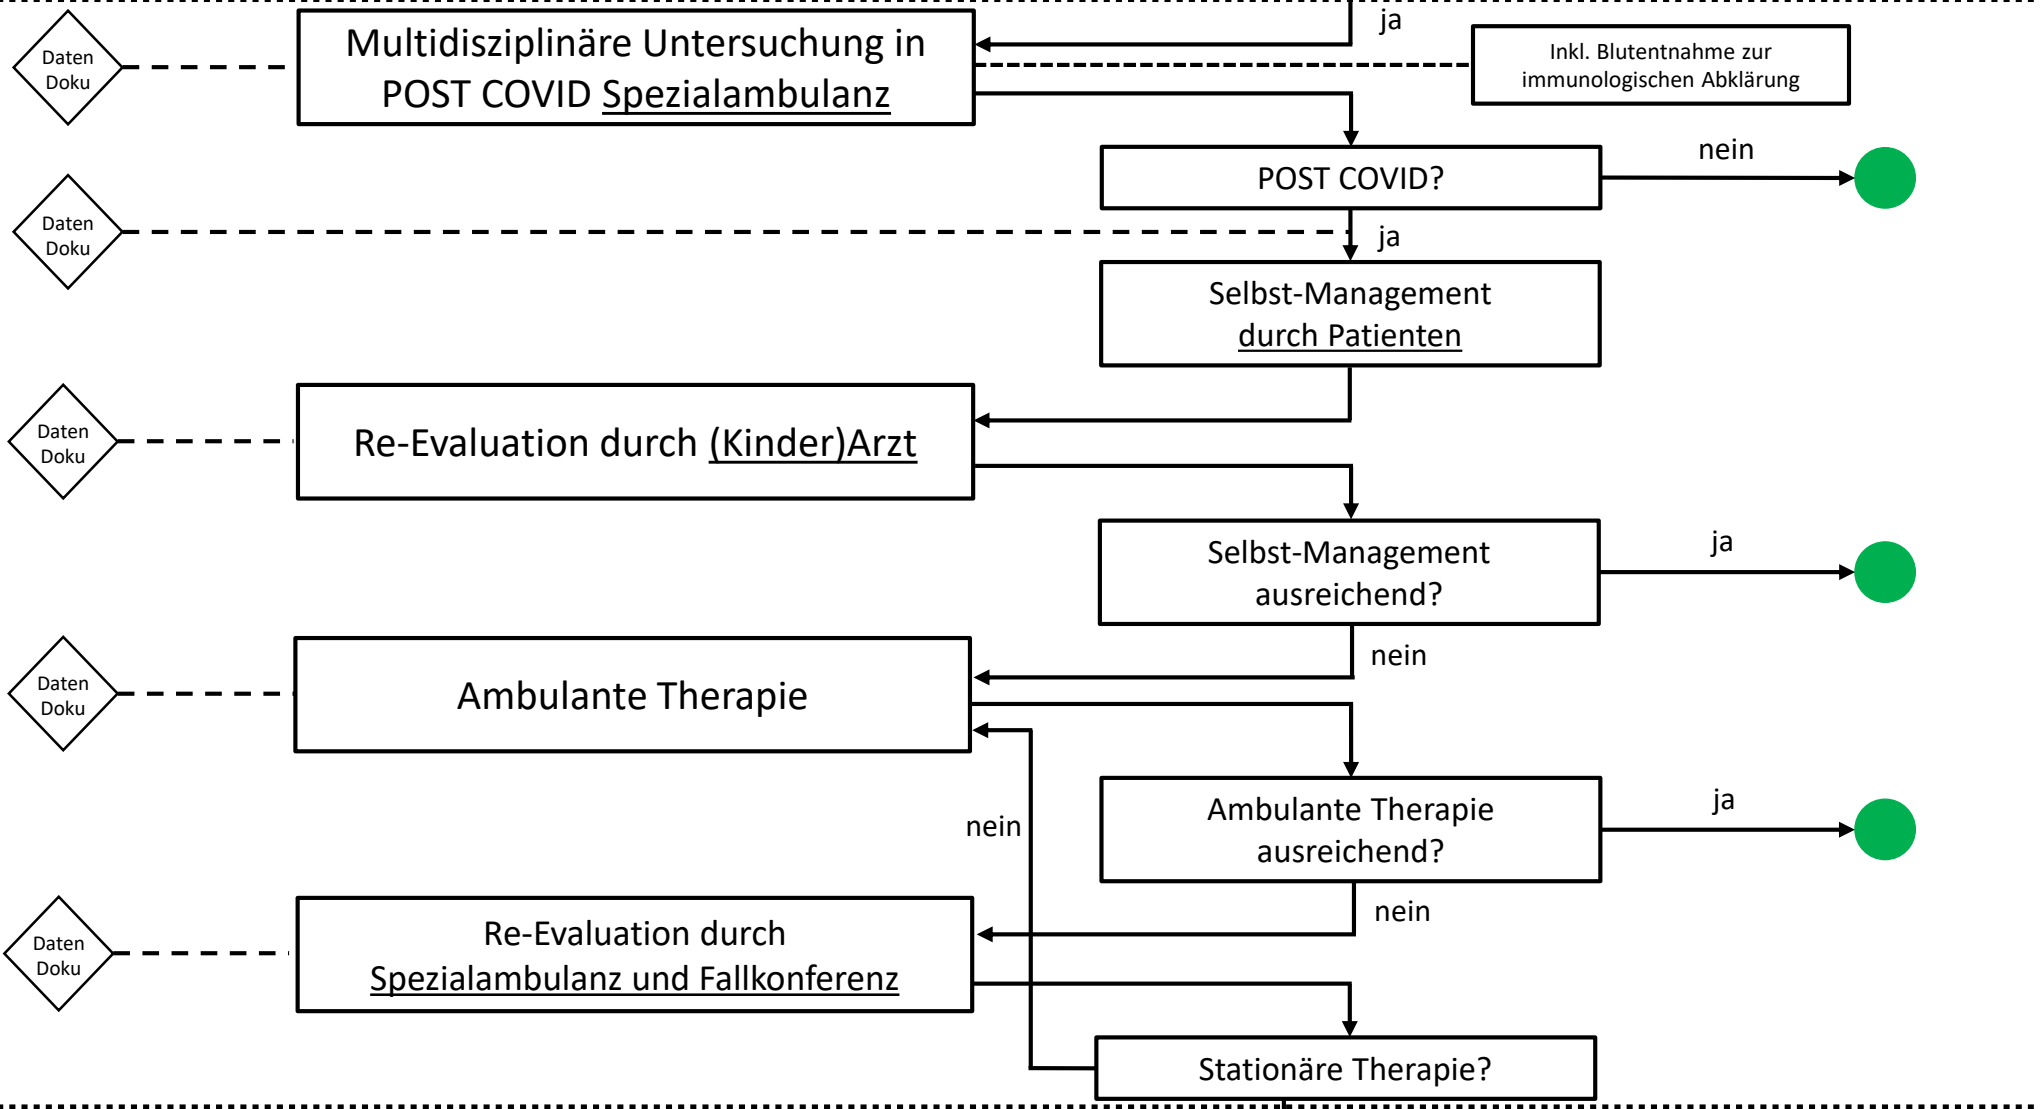 ja
Daten
Doku
Multidisziplinäre Untersuchung in
POST COVID Spezialambulanz
Inkl. Blutentnahme zur
immunologischen Abklärung
POST COVID?
nein
Daten
Doku
ja
Selbst-Management
durch Patienten
Daten
Doku
Re-Evaluation durch (Kinder)Arzt
Selbst-Management
ausreichend?
ja
nein
Daten
Doku
Ambulante Therapie
Ambulante Therapie
ausreichend?
ja
nein
nein
Daten
Doku
Re-Evaluation durch
Spezialambulanz und Fallkonferenz
Stationäre Therapie?